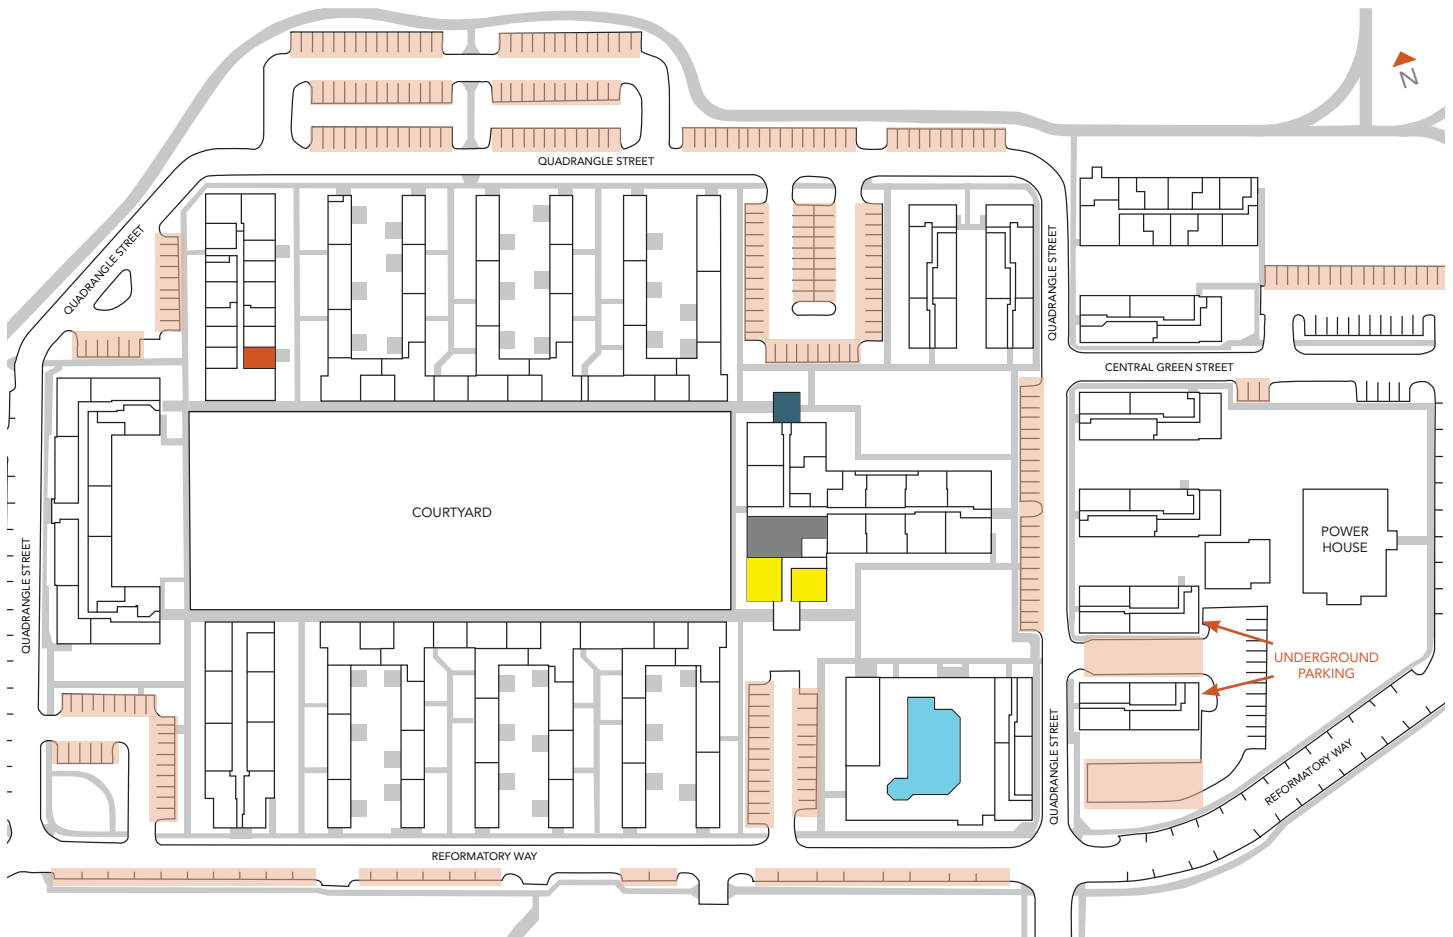 N
QUADRANGLE STREET
QUADRANGLE STREET
QUADRANGLE STREET
CENTRAL GREEN STREET
COURTYARD
POWER
HOUSE
QUADRANGLE STREET
UNDERGROUND
PARKING
QUADRANGLE STREET
REFORMATORY WAY
REFORMATORY WAY